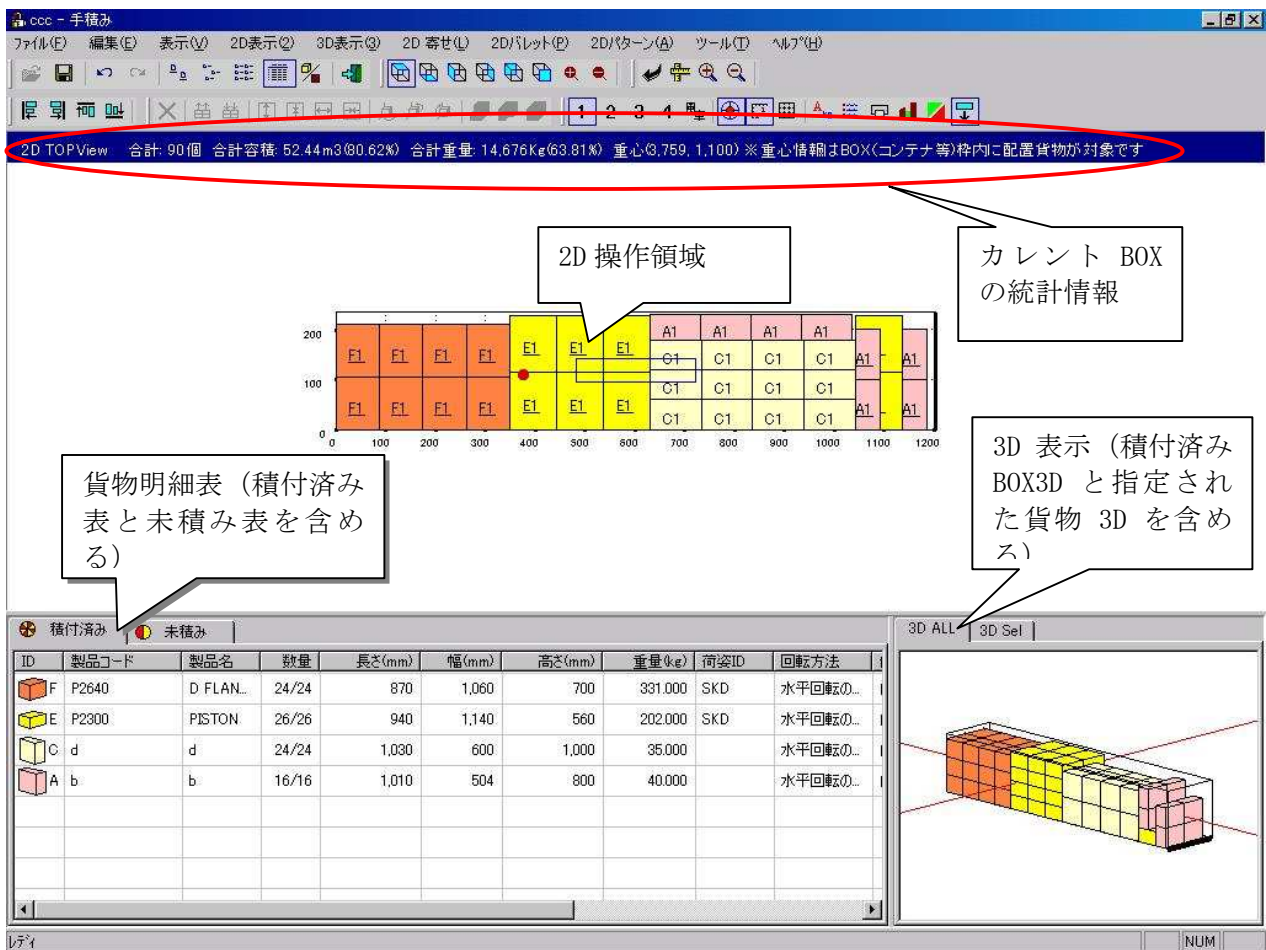 ccc - 手積み
ファイル(F) 編集(E) 表示(V) 2D表示(2) 3D表示(3) 2D 寄せ(L) 2Dパレット(P) 2Dパターン(A) ツール(T) ヘルプ(H)
1 2 3 4
2D TOPView 合計: 90個 合計容積: 52.44m3(80.62%) 合計重量: 14,676Kg(63.81%) 重心(3,759, 1,100) ※重心情報はBOX(コンテナ等)枠内に配置貨物が対象です
2D 操作領域
カレント BOX
の統計情報
200
100
0
A1 A1 A1 A1
E1 E1 E1
F1 F1 F1 F1
C1 C1 C1 C1 A1 A1
C1 C1 C1 C1
F1 F1 F1 F1 E1 E1 E1
C1 C1 C1 C1 A1 A1
0 100 200 300 400 500 600 700 800 900 1000 1100 1200
貨物明細表（積付済み
表と未積み表を含め
る）
3D 表示（積付済み
BOX3D と指定され
た貨物 3D を含め
る）
積付済み 未積み
3D ALL 3D Sel
ID 製品コード 製品名 数量 長さ(mm) 幅(mm) 高さ(mm) 重量(kg) 荷姿ID 回転方法
F P2640 D FLAN... 24/24 870 1,060 700 331.000 SKD 水平回転の...
E P2300 PISTON 26/26 940 1,140 560 202.000 SKD 水平回転の...
C d d 24/24 1,030 600 1,000 35.000 水平回転の...
A b b 16/16 1,010 504 800 40.000 水平回転の...
レディ
NUM